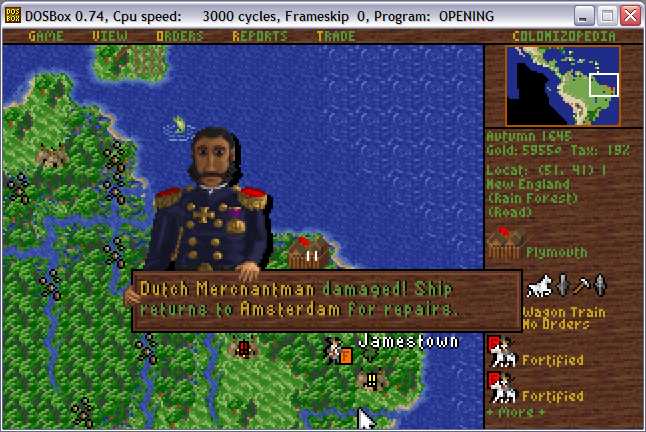 DOSBox 0.74, Cpu speed: 3000 cycles, Frameskip 0, Program: OPENING
GAME VIEW ORDERS REPORTS TRADE COLONIZOPEDIA
Autumn 1645
Gold: 5955 Tax: 19%
Locat: (51, 41) 1
New England
(Rain Forest)
(Road)
Plymouth
11
Dutch Merchantman damaged! Ship
returns to Amsterdam for repairs.
Wagon Train
No Orders
Jamestown
F
Fortified
Fortified
+ More +